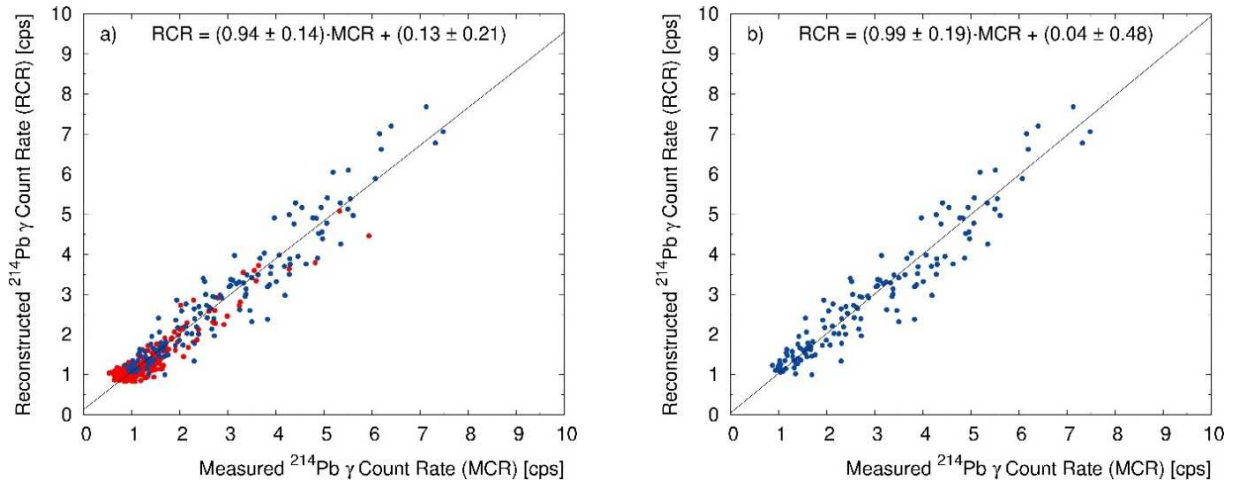 a) RCR = (0.94 ± 0.14)·MCR + (0.13 ± 0.21)
Reconstructed ²¹⁴Pb γ Count Rate (RCR) [cps]
10
9
8
7
6
5
4
3
2
1
0
0 1 2 3 4 5 6 7 8 9 10
Measured ²¹⁴Pb γ Count Rate (MCR) [cps]
b) RCR = (0.99 ± 0.19)·MCR + (0.04 ± 0.48)
Reconstructed ²¹⁴Pb γ Count Rate (RCR) [cps]
10
9
8
7
6
5
4
3
2
1
0
0 1 2 3 4 5 6 7 8 9 10
Measured ²¹⁴Pb γ Count Rate (MCR) [cps]